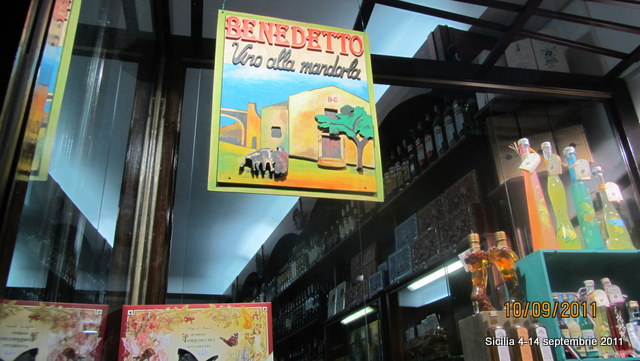 BENEDETTO
Vino alla mandorla
10/09/2011
Sicilia 4-14 septembrie 2011